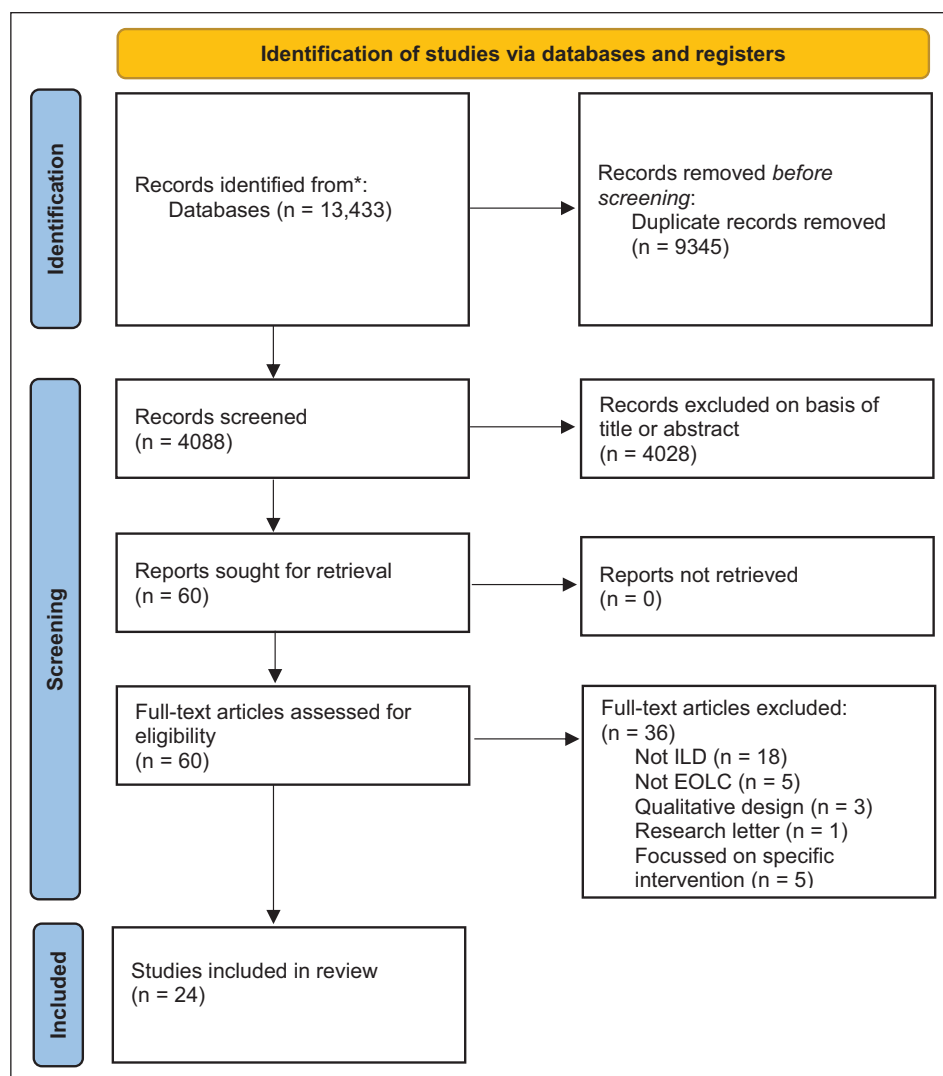 Identification of studies via databases and registers
Identification
Records identified from*:
Databases (n = 13,433)
Records removed before
screening:
Duplicate records removed
(n = 9345)
Screening
Records screened
(n = 4088)
Records excluded on basis of
title or abstract
(n = 4028)
Reports sought for retrieval
(n = 60)
Reports not retrieved
(n = 0)
Full-text articles assessed for
eligibility
(n = 60)
Full-text articles excluded:
(n = 36)
Not ILD (n = 18)
Not EOLC (n = 5)
Qualitative design (n = 3)
Research letter (n = 1)
Focussed on specific
intervention (n = 5)
Included
Studies included in review
(n = 24)